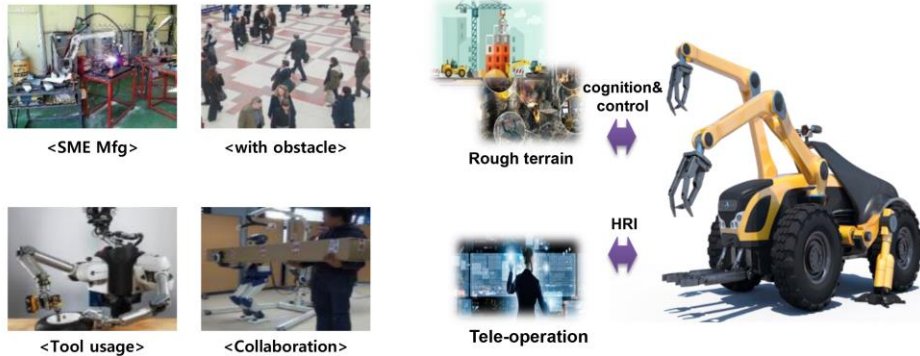 <SME Mfg>
<with obstacle>
<Tool usage>
<Collaboration>
Rough terrain
cognition&
control
HRI
Tele-operation